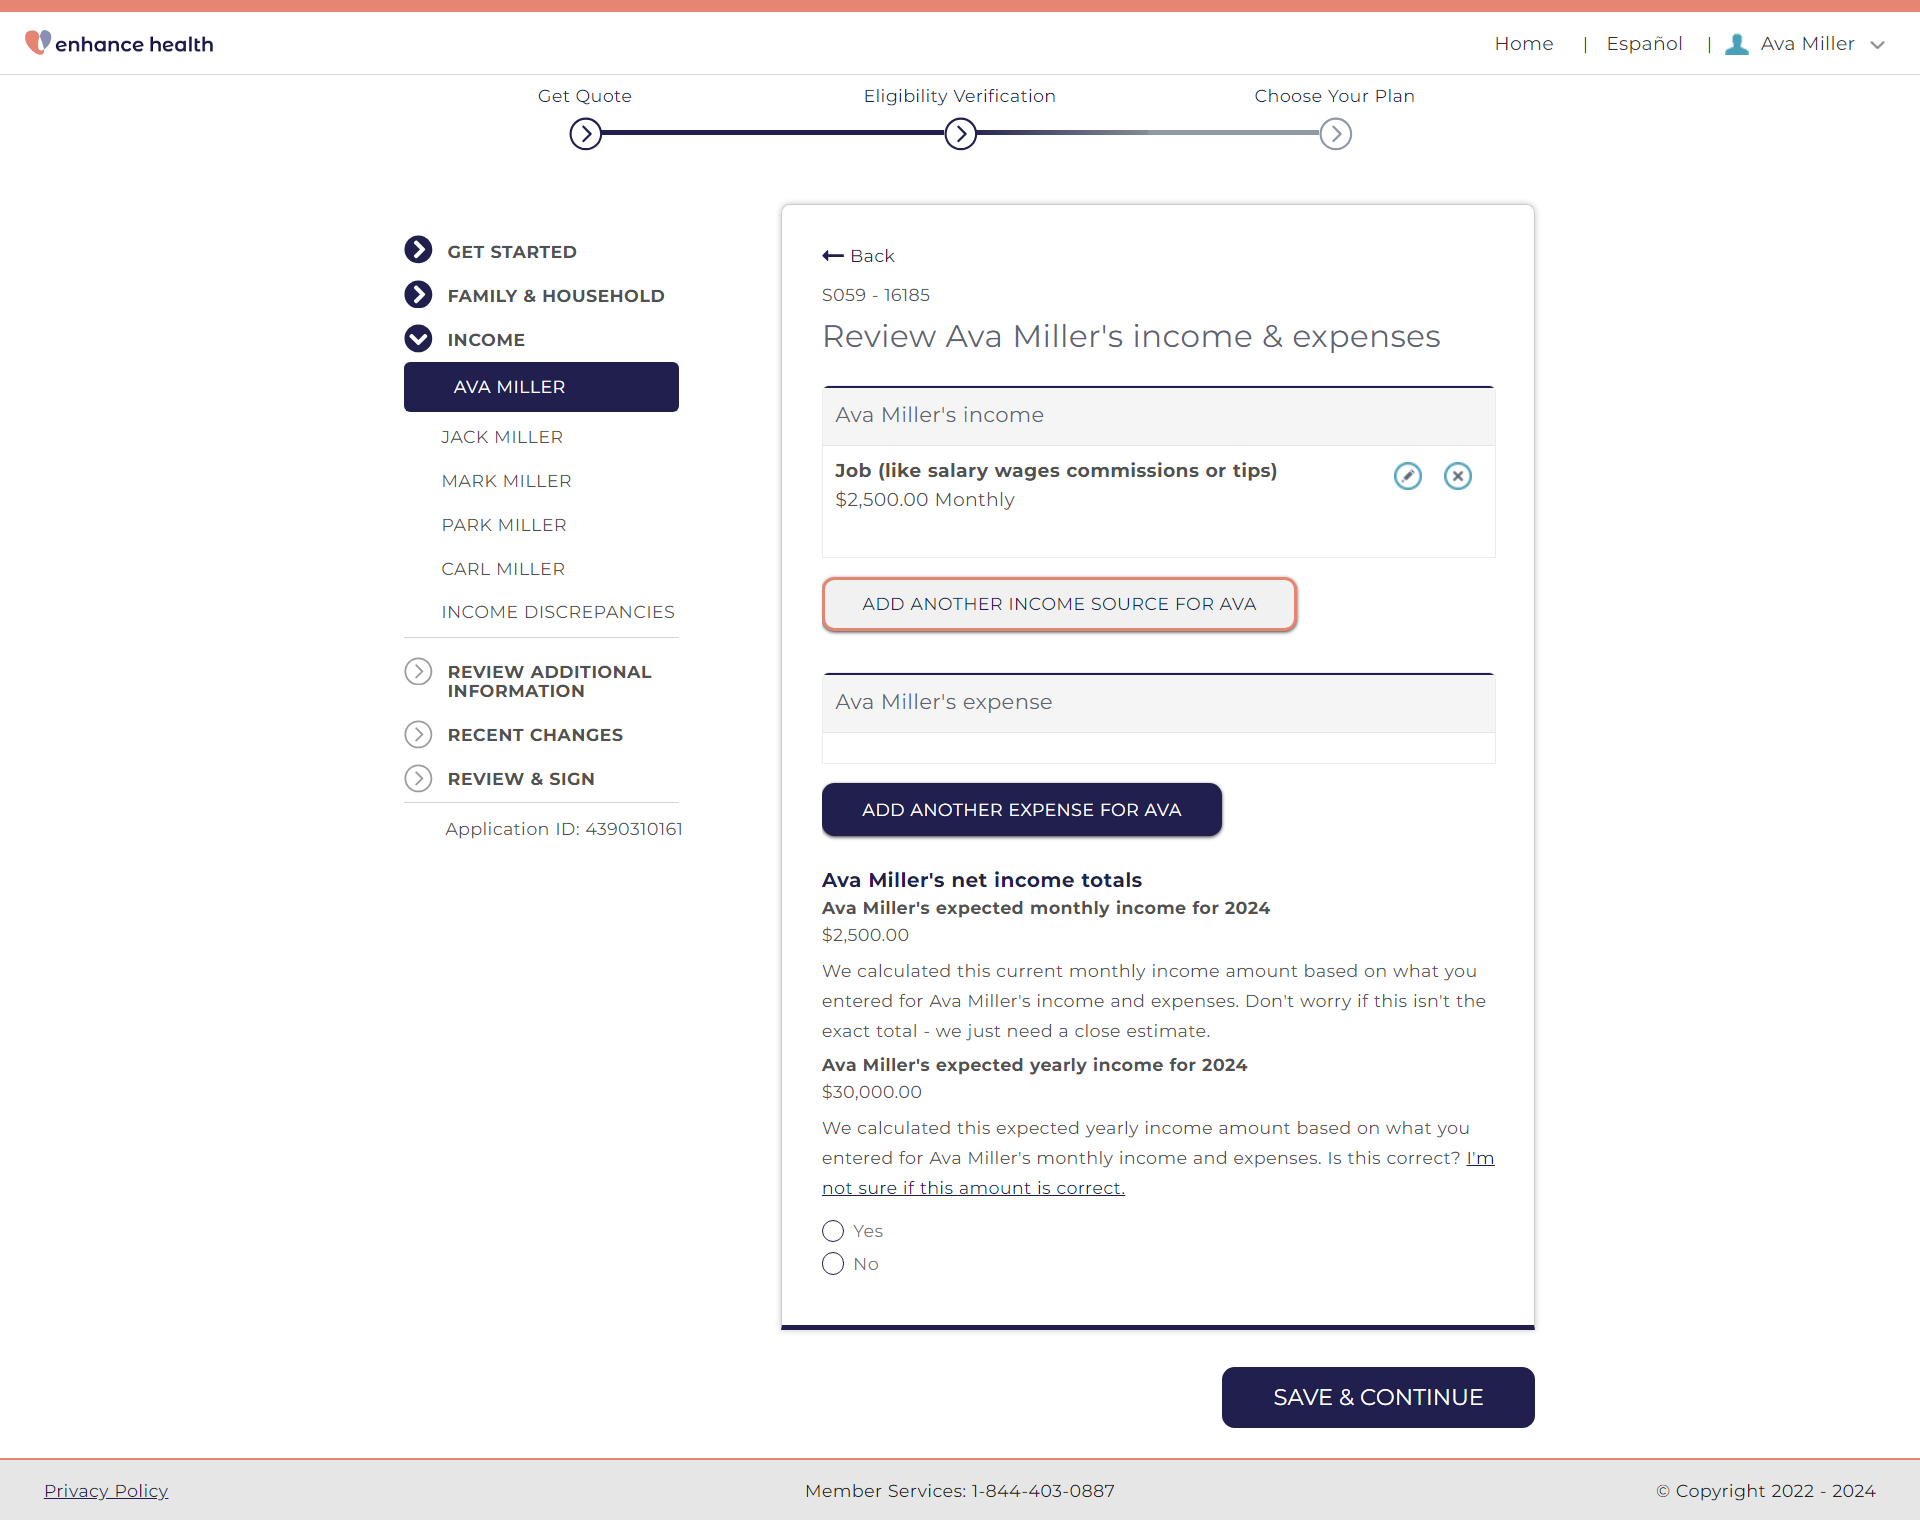 enhance health
Home | Español | Ava Miller
Get Quote
Eligibility Verification
Choose Your Plan
GET STARTED
FAMILY & HOUSEHOLD
INCOME
AVA MILLER
JACK MILLER
MARK MILLER
PARK MILLER
CARL MILLER
INCOME DISCREPANCIES
REVIEW ADDITIONAL
INFORMATION
RECENT CHANGES
REVIEW & SIGN
Application ID: 4390310161
Back
S059 - 16185
Review Ava Miller's income & expenses
Ava Miller's income
Job (like salary wages commissions or tips)
$2,500.00 Monthly
ADD ANOTHER INCOME SOURCE FOR AVA
Ava Miller's expense
ADD ANOTHER EXPENSE FOR AVA
Ava Miller's net income totals
Ava Miller's expected monthly income for 2024
$2,500.00
We calculated this current monthly income amount based on what you
entered for Ava Miller's income and expenses. Don't worry if this isn't the
exact total - we just need a close estimate.
Ava Miller's expected yearly income for 2024
$30,000.00
We calculated this expected yearly income amount based on what you
entered for Ava Miller's monthly income and expenses. Is this correct? I'm
not sure if this amount is correct.
Yes
No
SAVE & CONTINUE
Privacy Policy
Member Services: 1-844-403-0887
© Copyright 2022 - 2024